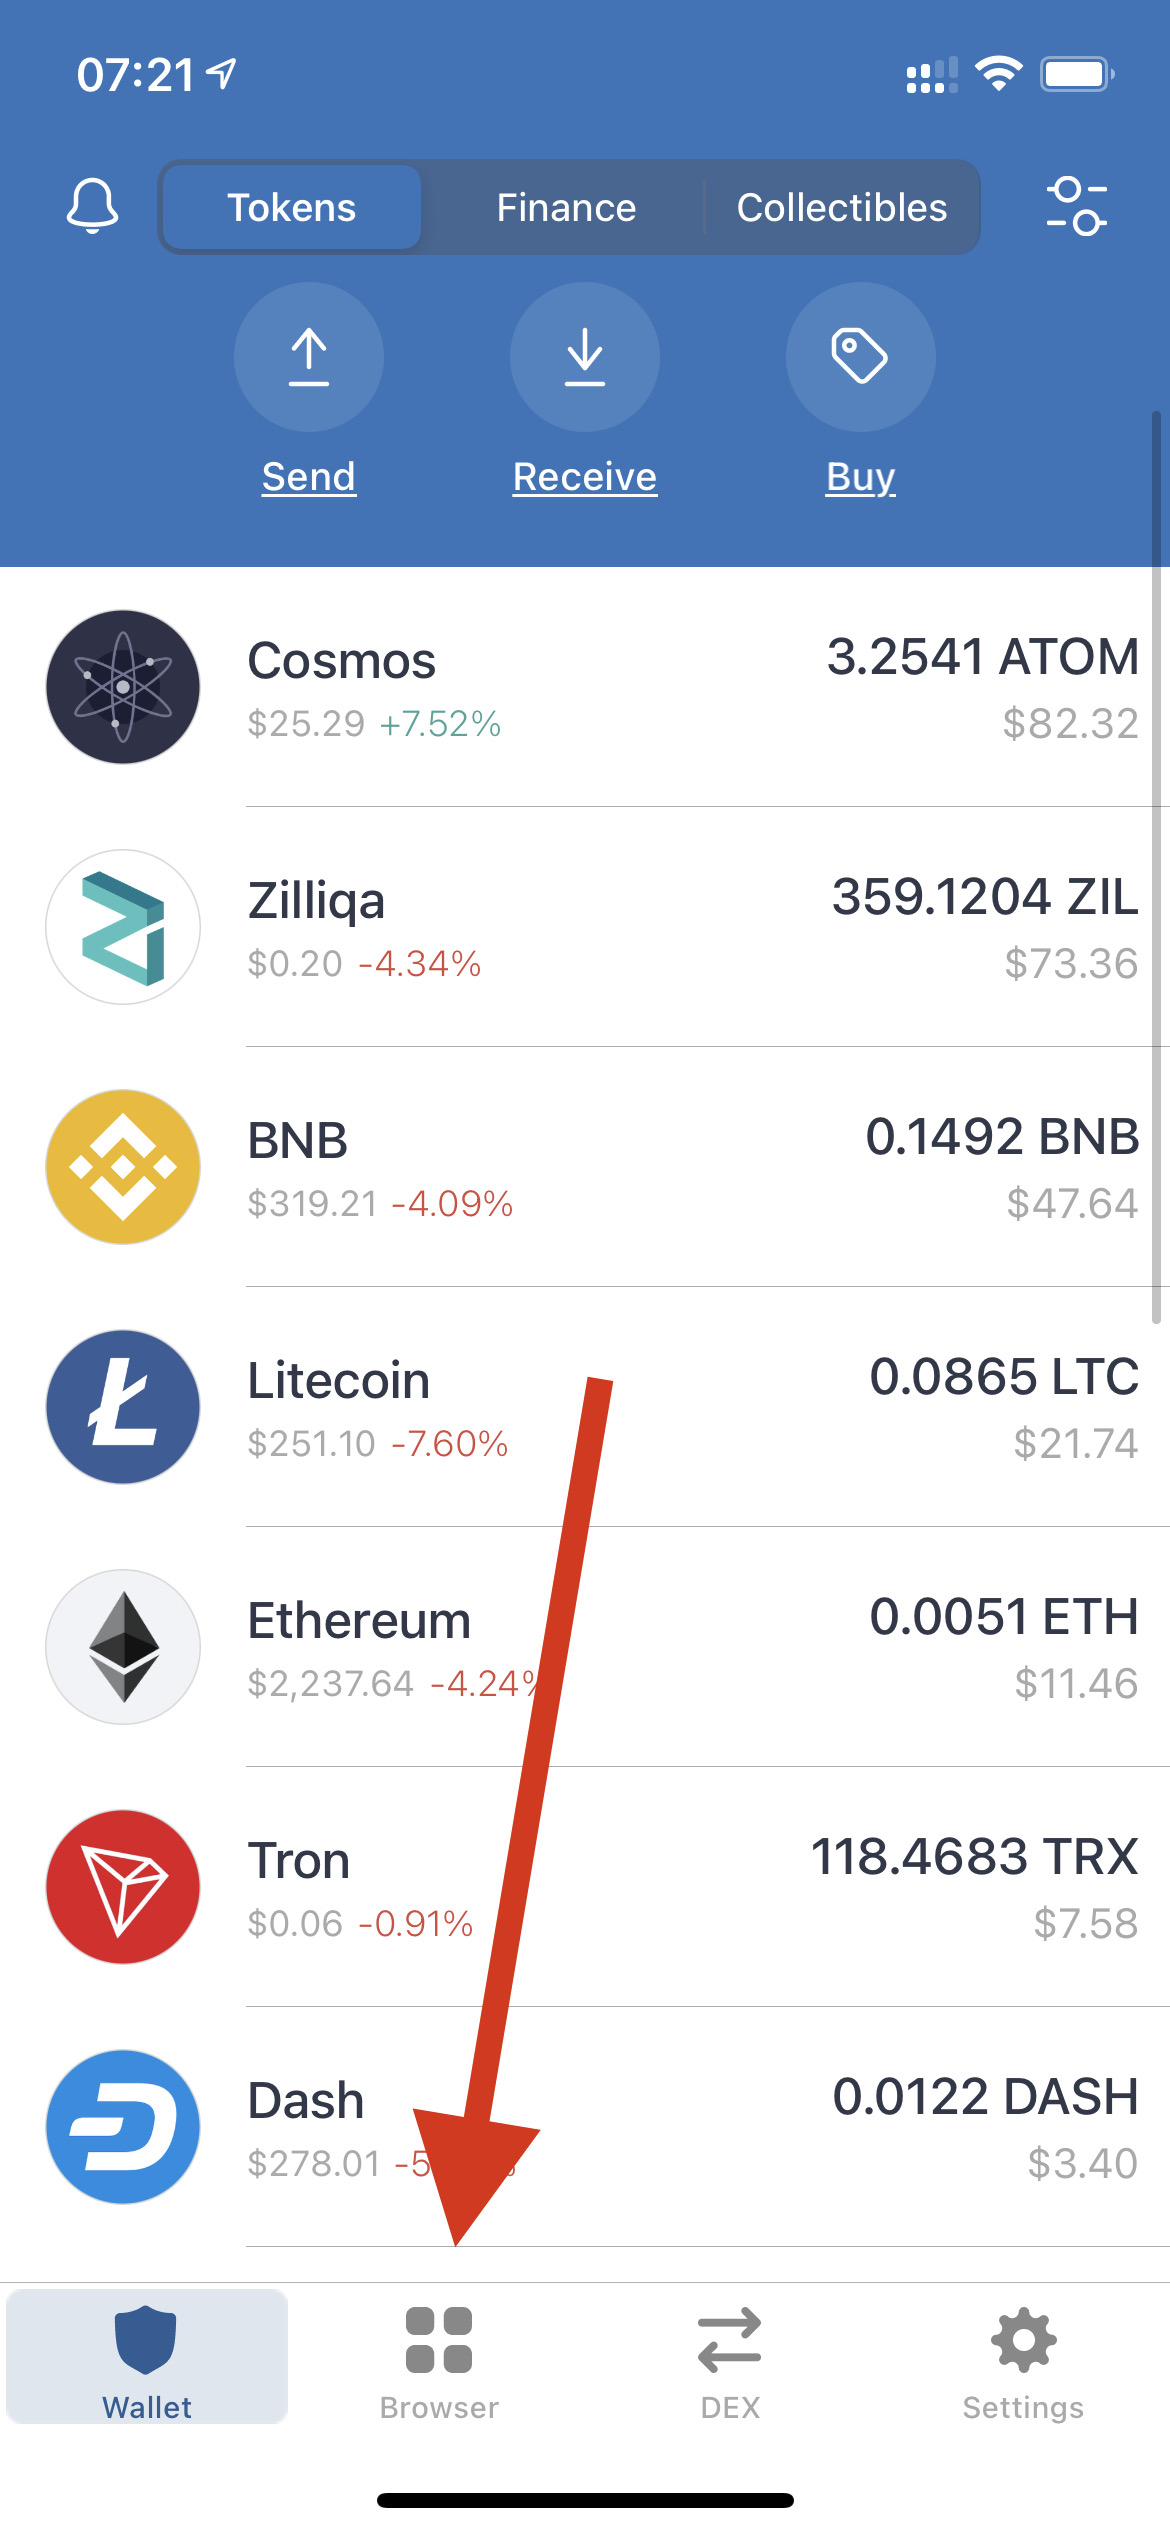 07:21
Tokens Finance Collectibles
Send Receive Buy
Cosmos 3.2541 ATOM
$25.29 +7.52% $82.32
Zilliqa 359.1204 ZIL
$0.20 -4.34% $73.36
BNB 0.1492 BNB
$319.21 -4.09% $47.64
Litecoin 0.0865 LTC
$251.10 -7.60% $21.74
Ethereum 0.0051 ETH
$2,237.64 -4.24% $11.46
Tron 118.4683 TRX
$0.06 -0.91% $7.58
Dash 0.0122 DASH
$278.01 $3.40
Wallet Browser DEX Settings